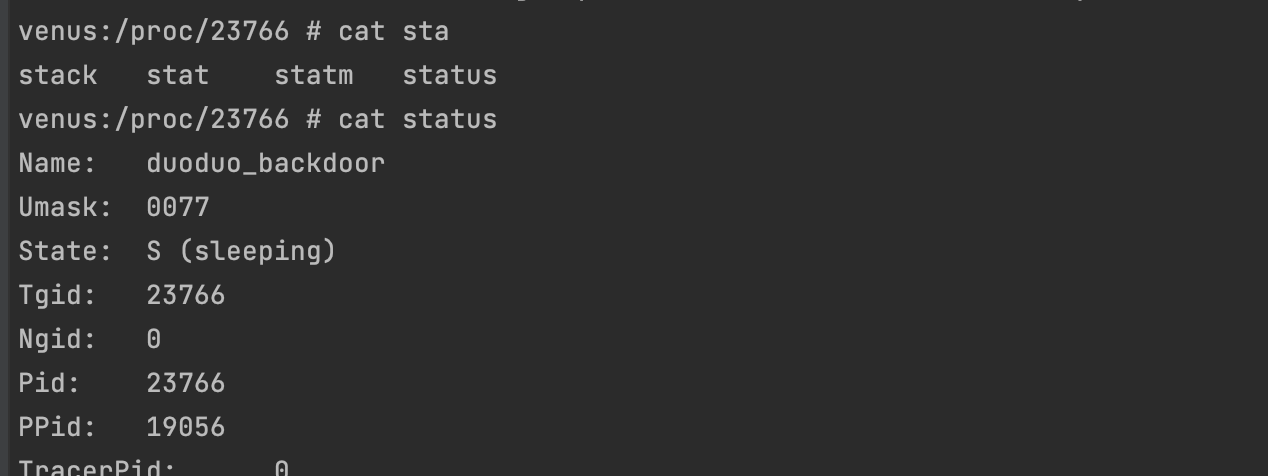 venus:/proc/23766 # cat sta
stack   stat    statm   status
venus:/proc/23766 # cat status
Name:   duoduo_backdoor
Umask:  0077
State:  S (sleeping)
Tgid:   23766
Ngid:   0
Pid:    23766
PPid:   19056
TracerPid:      0